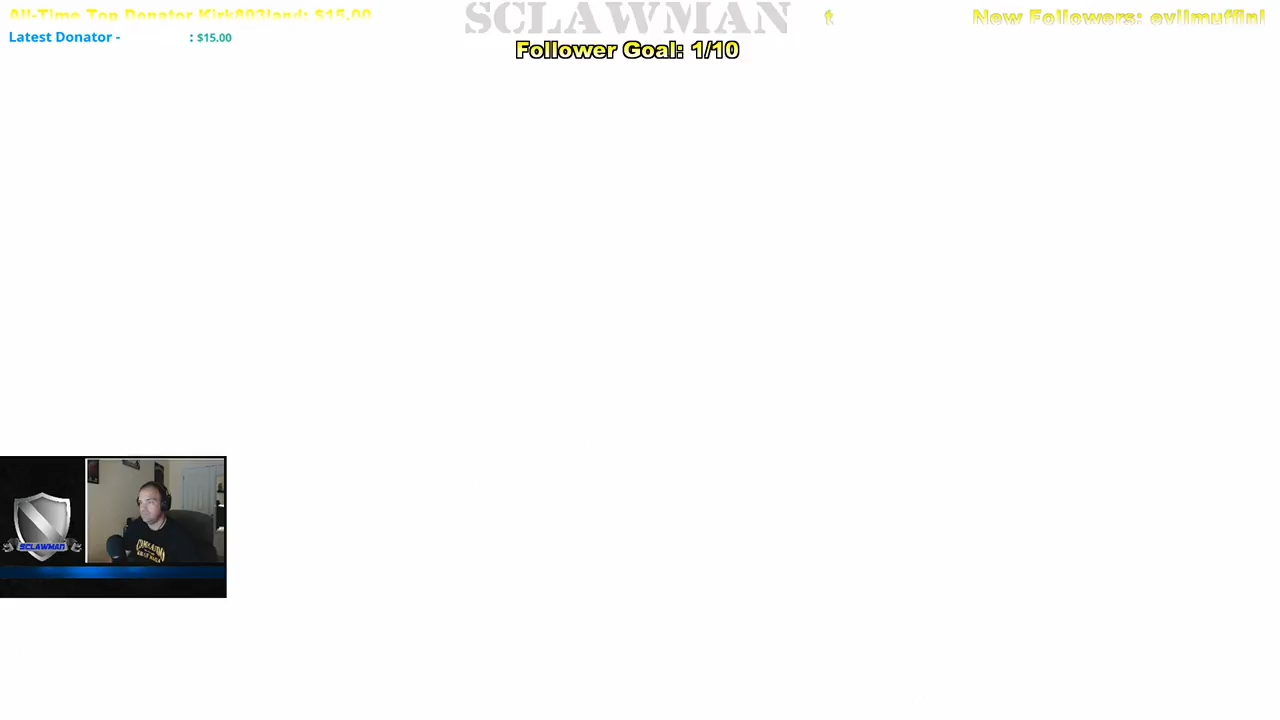 All-Time Top Donator Kirk803land: $15.00
SCLAWMAN
t
New Followers: evilmuffinl
Latest Donator - : $15.00
Follower Goal: 1/10
SCLAWMAN